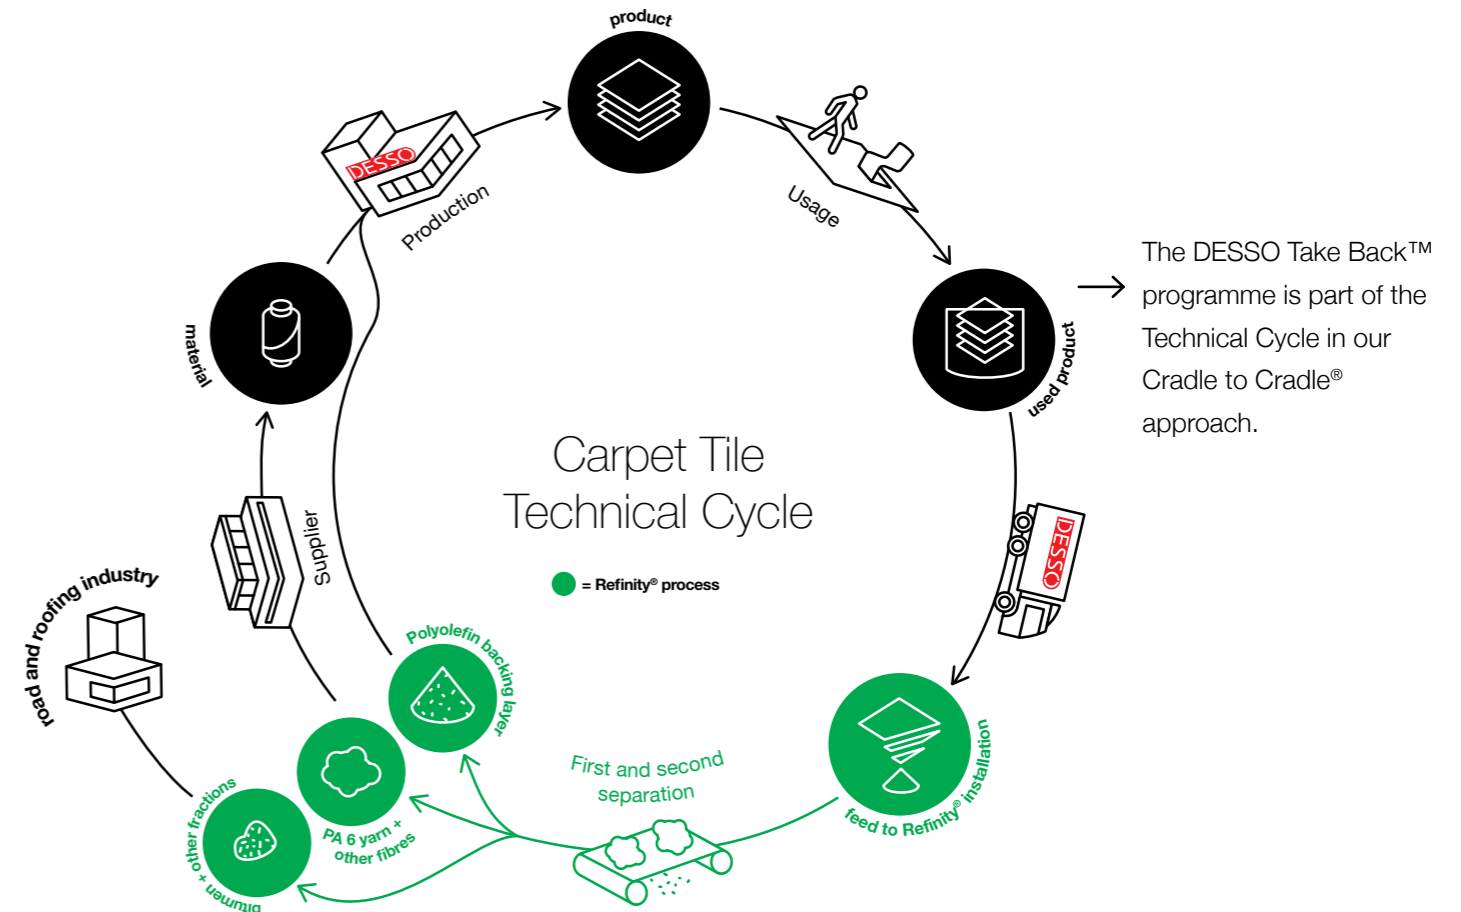 product
DESSO
Production
Usage
The DESSO Take Back™
programme is part of the
Technical Cycle in our
Cradle to Cradle®
approach.
material
used product
Carpet Tile
Technical Cycle
= Refinity® process
Supplier
DESSO
road and roofing industry
Polyolefin backing layer
First and second
separation
feed to Refinity® installation
PA 6 yarn +
other fibres
bitumen + other fractions